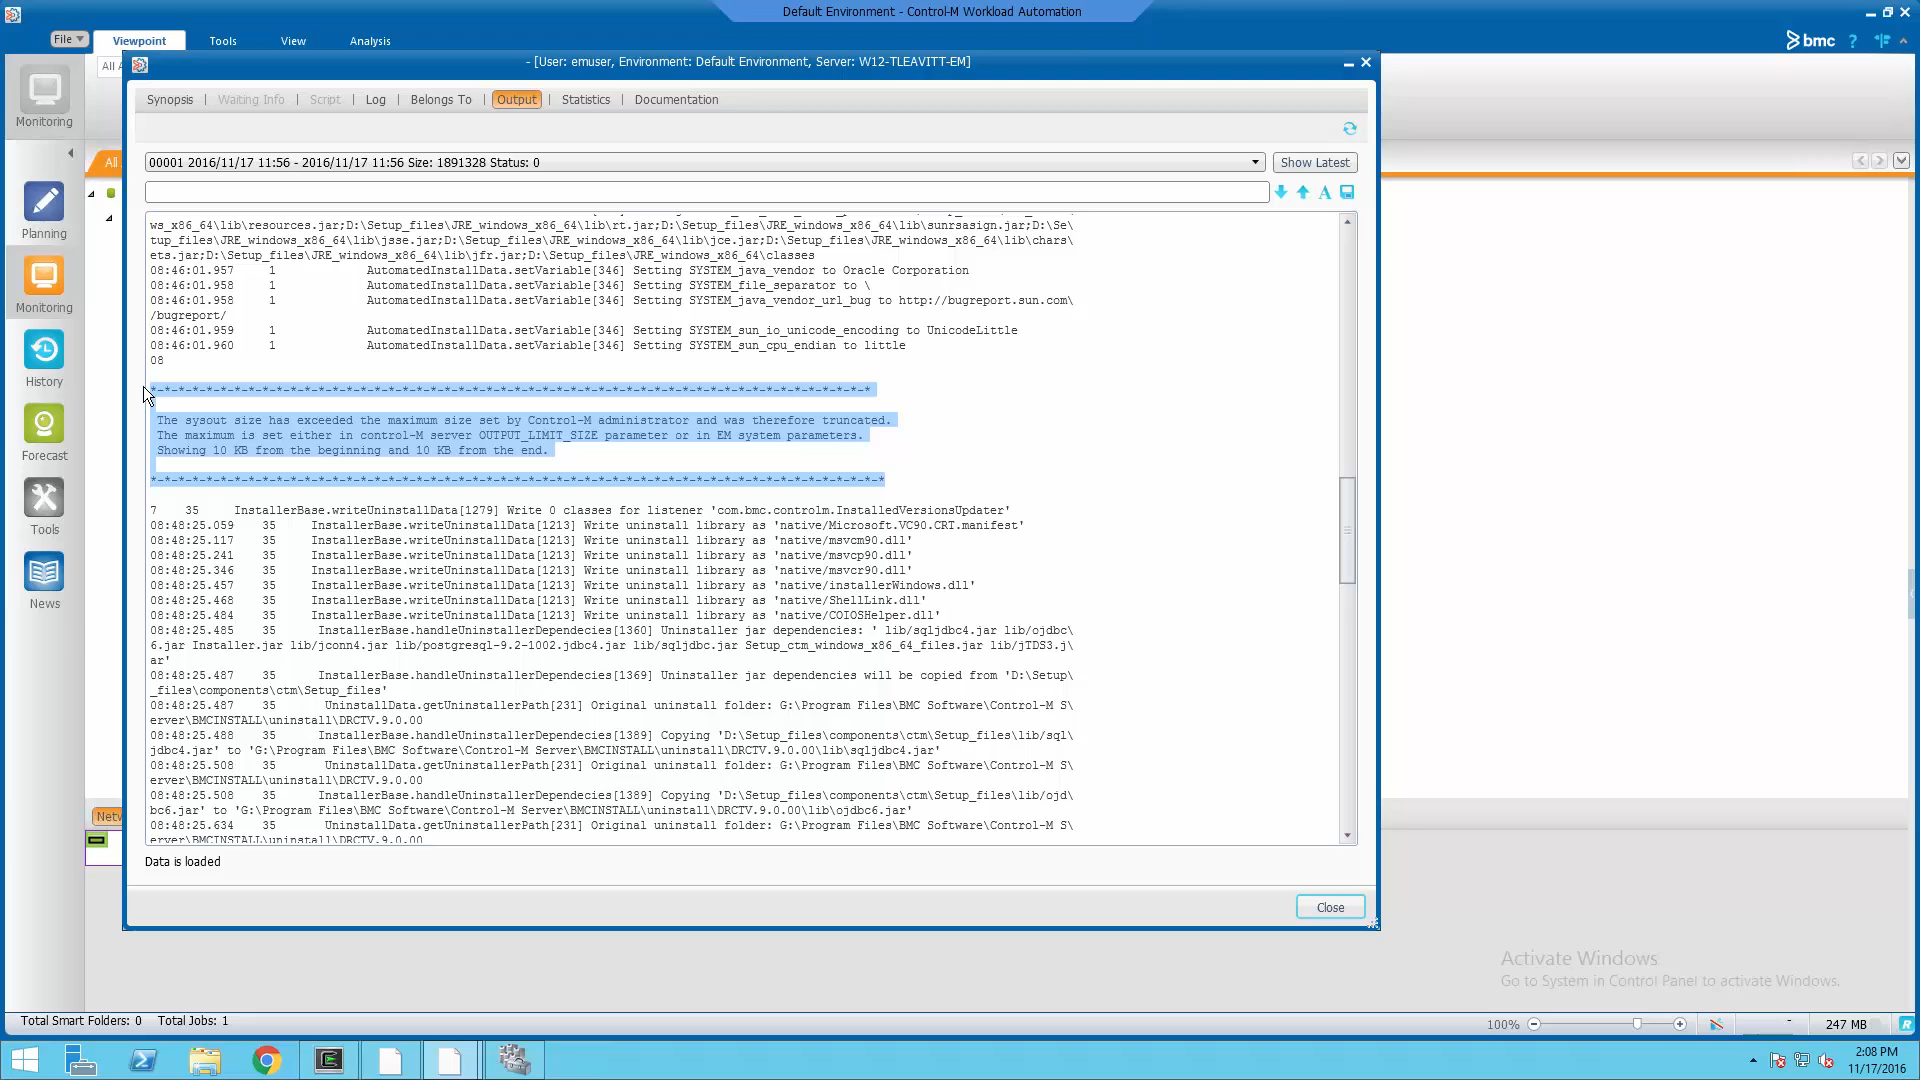 Default Environment - Control-M Workload Automation
File
Viewpoint
Tools
View
Analysis
bmc
?
All A
- [User: emuser, Environment: Default Environment, Server: W12-TLEAVITT-EM]
Monitoring
Synopsis | Waiting Info | Script | Log | Belongs To | Output | Statistics | Documentation
All
00001 2016/11/17 11:56 - 2016/11/17 11:56 Size: 1891328 Status: 0
Show Latest
A
Planning
Monitoring
History
Forecast
Tools
News
ws_x86_64\lib\resources.jar;D:\Setup_files\JRE_windows_x86_64\lib\rt.jar;D:\Setup_files\JRE_windows_x86_64\lib\sunrsasign.jar;D:\Se\
tup_files\JRE_windows_x86_64\lib\jsse.jar;D:\Setup_files\JRE_windows_x86_64\lib\jce.jar;D:\Setup_files\JRE_windows_x86_64\lib\chars\
ets.jar;D:\Setup_files\JRE_windows_x86_64\lib\jfr.jar;D:\Setup_files\JRE_windows_x86_64\classes
08:46:01.957 1 AutomatedInstallData.setVariable[346] Setting SYSTEM_java_vendor to Oracle Corporation
08:46:01.958 1 AutomatedInstallData.setVariable[346] Setting SYSTEM_file_separator to \
08:46:01.958 1 AutomatedInstallData.setVariable[346] Setting SYSTEM_java_vendor_url_bug to http://bugreport.sun.com\
/bugreport/
08:46:01.959 1 AutomatedInstallData.setVariable[346] Setting SYSTEM_sun_io_unicode_encoding to UnicodeLittle
08:46:01.960 1 AutomatedInstallData.setVariable[346] Setting SYSTEM_sun_cpu_endian to little
08
*-*-*-*-*-*-*-*-*-*-*-*-*-*-*-*-*-*-*-*-*-*-*-*-*-*-*-*-*-*-*-*-*-*-*-*-*-*-*-*-*-*-*-*-*-*-*-*-*-*-*-*
The sysout size has exceeded the maximum size set by Control-M administrator and was therefore truncated.
The maximum is set either in control-M server OUTPUT_LIMIT_SIZE parameter or in EM system parameters.
Showing 10 KB from the beginning and 10 KB from the end.
*-*-*-*-*-*-*-*-*-*-*-*-*-*-*-*-*-*-*-*-*-*-*-*-*-*-*-*-*-*-*-*-*-*-*-*-*-*-*-*-*-*-*-*-*-*-*-*-*-*-*-*-*
7 35 InstallerBase.writeUninstallData[1279] Write 0 classes for listener 'com.bmc.controlm.InstalledVersionsUpdater'
08:48:25.059 35 InstallerBase.writeUninstallData[1213] Write uninstall library as 'native/Microsoft.VC90.CRT.manifest'
08:48:25.117 35 InstallerBase.writeUninstallData[1213] Write uninstall library as 'native/msvcm90.dll'
08:48:25.241 35 InstallerBase.writeUninstallData[1213] Write uninstall library as 'native/msvcp90.dll'
08:48:25.346 35 InstallerBase.writeUninstallData[1213] Write uninstall library as 'native/msvcr90.dll'
08:48:25.457 35 InstallerBase.writeUninstallData[1213] Write uninstall library as 'native/installerWindows.dll'
08:48:25.468 35 InstallerBase.writeUninstallData[1213] Write uninstall library as 'native/ShellLink.dll'
08:48:25.484 35 InstallerBase.writeUninstallData[1213] Write uninstall library as 'native/COIOSHelper.dll'
08:48:25.485 35 InstallerBase.handleUninstallerDependecies[1360] Uninstaller jar dependencies: ' lib/sqljdbc4.jar lib/ojdbc\
6.jar Installer.jar lib/jconn4.jar lib/postgresql-9.2-1002.jdbc4.jar lib/sqljdbc.jar Setup_ctm_windows_x86_64_files.jar lib/jTDS3.j\
ar'
08:48:25.487 35 InstallerBase.handleUninstallerDependecies[1369] Uninstaller jar dependencies will be copied from 'D:\Setup\
_files\components\ctm\Setup_files'
08:48:25.487 35 UninstallData.getUninstallerPath[231] Original uninstall folder: G:\Program Files\BMC Software\Control-M S\
erver\BMCINSTALL\uninstall\DRCTV.9.0.00
08:48:25.488 35 InstallerBase.handleUninstallerDependecies[1389] Copying 'D:\Setup_files\components\ctm\Setup_files/lib/sql\
jdbc4.jar' to 'G:\Program Files\BMC Software\Control-M Server\BMCINSTALL\uninstall\DRCTV.9.0.00\lib\sqljdbc4.jar'
08:48:25.508 35 UninstallData.getUninstallerPath[231] Original uninstall folder: G:\Program Files\BMC Software\Control-M S\
erver\BMCINSTALL\uninstall\DRCTV.9.0.00
08:48:25.508 35 InstallerBase.handleUninstallerDependecies[1389] Copying 'D:\Setup_files\components\ctm\Setup_files/lib/ojd\
bc6.jar' to 'G:\Program Files\BMC Software\Control-M Server\BMCINSTALL\uninstall\DRCTV.9.0.00\lib\ojdbc6.jar'
08:48:25.634 35 UninstallData.getUninstallerPath[231] Original uninstall folder: G:\Program Files\BMC Software\Control-M S\
erver\BMCINSTALL\uninstall\DRCTV.9.0.00
Netw
Data is loaded
Close
Activate Windows
Go to System in Control Panel to activate Windows.
Total Smart Folders: 0 Total Jobs: 1
100%
247 MB
2:08 PM
11/17/2016